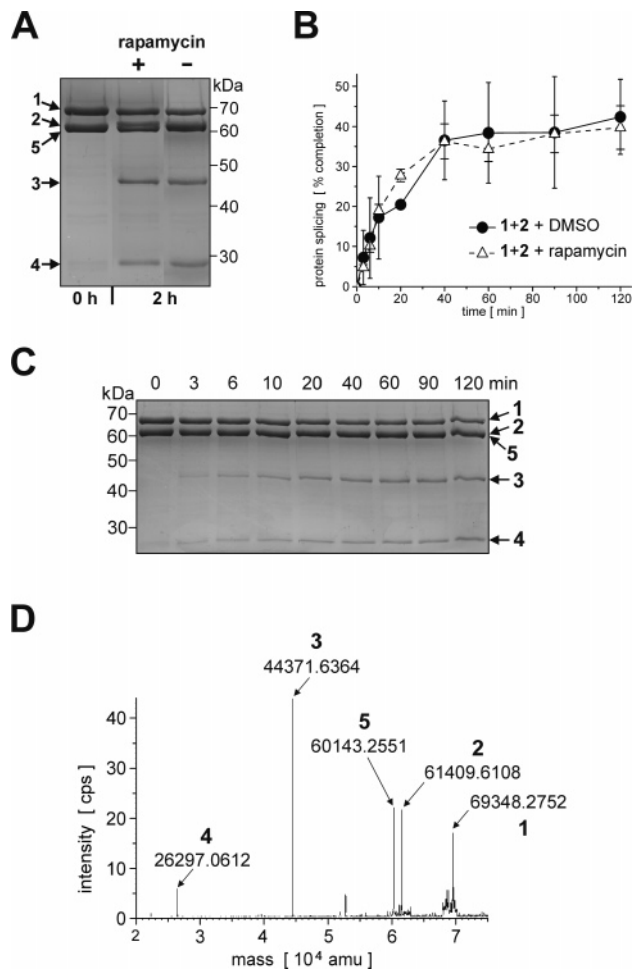 A
rapamycin
+ −
kDa
1
2
5
3
4
70
60
50
40
30
0 h
2 h
B
protein splicing [ % completion ]
50
40
30
20
10
0
1+2 + DMSO
1+2 + rapamycin
0 20 40 60 80 100 120
time [ min ]
C
0 3 6 10 20 40 60 90 120 min
kDa
70
60
50
40
30
1
2
5
3
4
D
intensity [ cps ]
40
30
20
10
0
3
44371.6364
5
60143.2551
2
61409.6108
69348.2752
1
4
26297.0612
2 3 4 5 6 7
mass [ 10⁴ amu ]